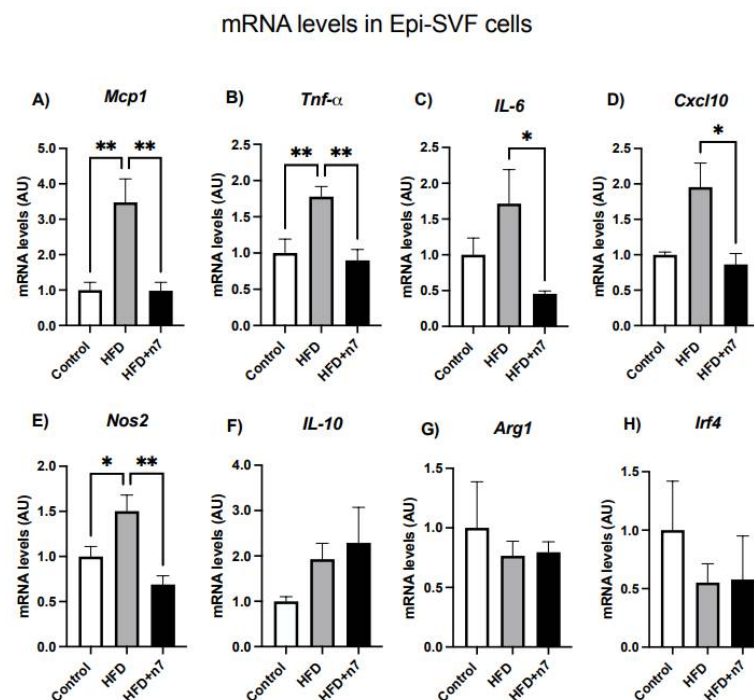 mRNA levels in Epi-SVF cells
A) Mcp1
** **
mRNA levels (AU)
5.0
4.0
3.0
2.0
1.0
0.0
Control HFD HFD+n7
B) Tnf-α
** **
mRNA levels (AU)
2.5
2.0
1.5
1.0
0.5
0.0
Control HFD HFD+n7
C) IL-6
*
mRNA levels (AU)
2.5
2.0
1.5
1.0
0.5
0.0
Control HFD HFD+n7
D) Cxcl10
*
mRNA levels (AU)
2.5
2.0
1.5
1.0
0.5
0.0
Control HFD HFD+n7
E) Nos2
* **
mRNA levels (AU)
2.0
1.5
1.0
0.5
0.0
Control HFD HFD+n7
F) IL-10
mRNA levels (AU)
4.0
3.0
2.0
1.0
0.0
Control HFD HFD+n7
G) Arg1
mRNA levels (AU)
1.5
1.0
0.5
0.0
Control HFD HFD+n7
H) Irf4
mRNA levels (AU)
1.5
1.0
0.5
0.0
Control HFD HFD+n7